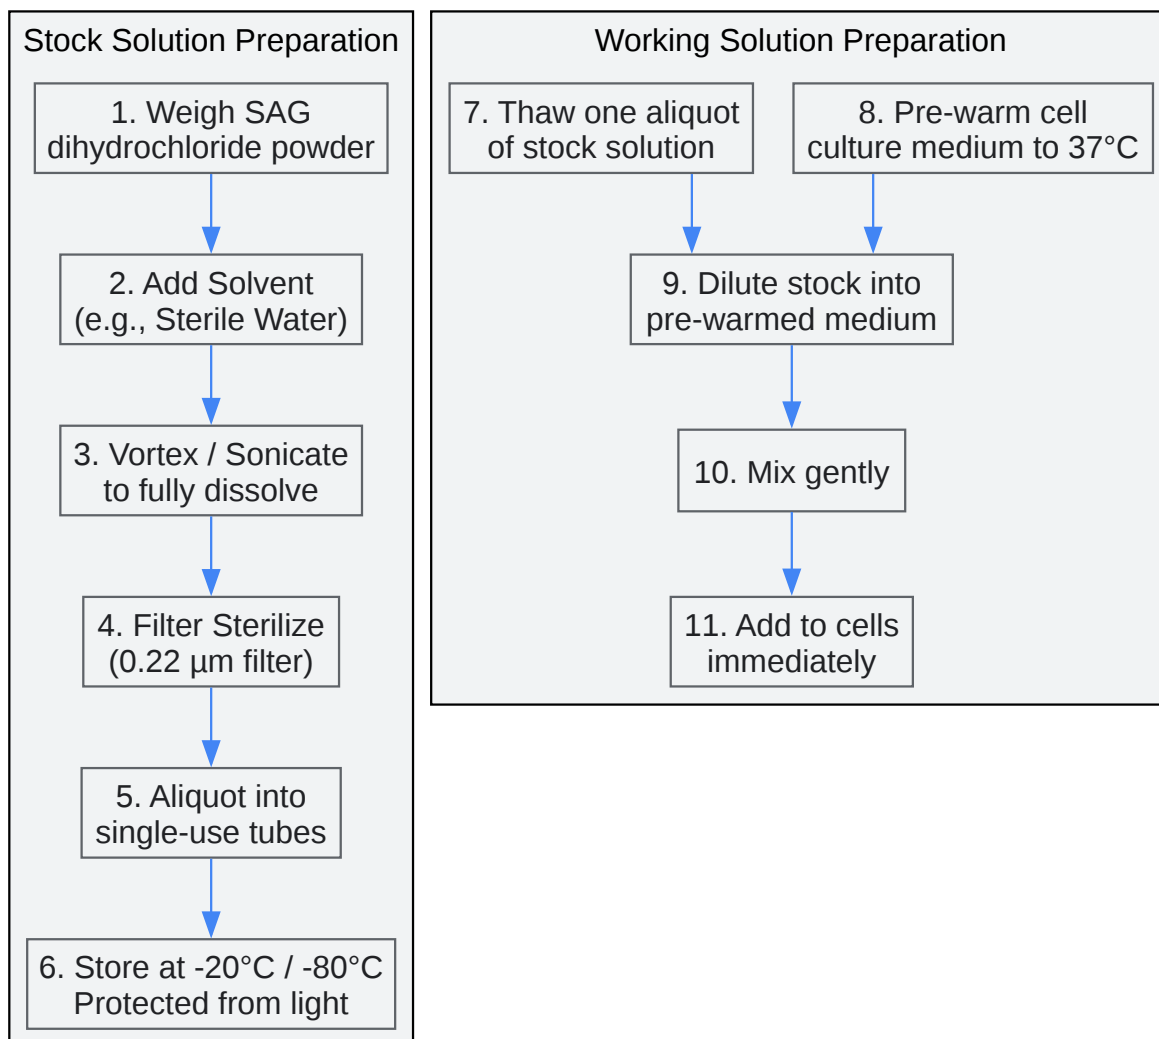 Stock Solution Preparation
1. Weigh SAG
dihydrochloride powder
2. Add Solvent
(e.g., Sterile Water)
3. Vortex / Sonicate
to fully dissolve
4. Filter Sterilize
(0.22 µm filter)
5. Aliquot into
single-use tubes
6. Store at -20°C / -80°C
Protected from light
Working Solution Preparation
7. Thaw one aliquot
of stock solution
8. Pre-warm cell
culture medium to 37°C
9. Dilute stock into
pre-warmed medium
10. Mix gently
11. Add to cells
immediately